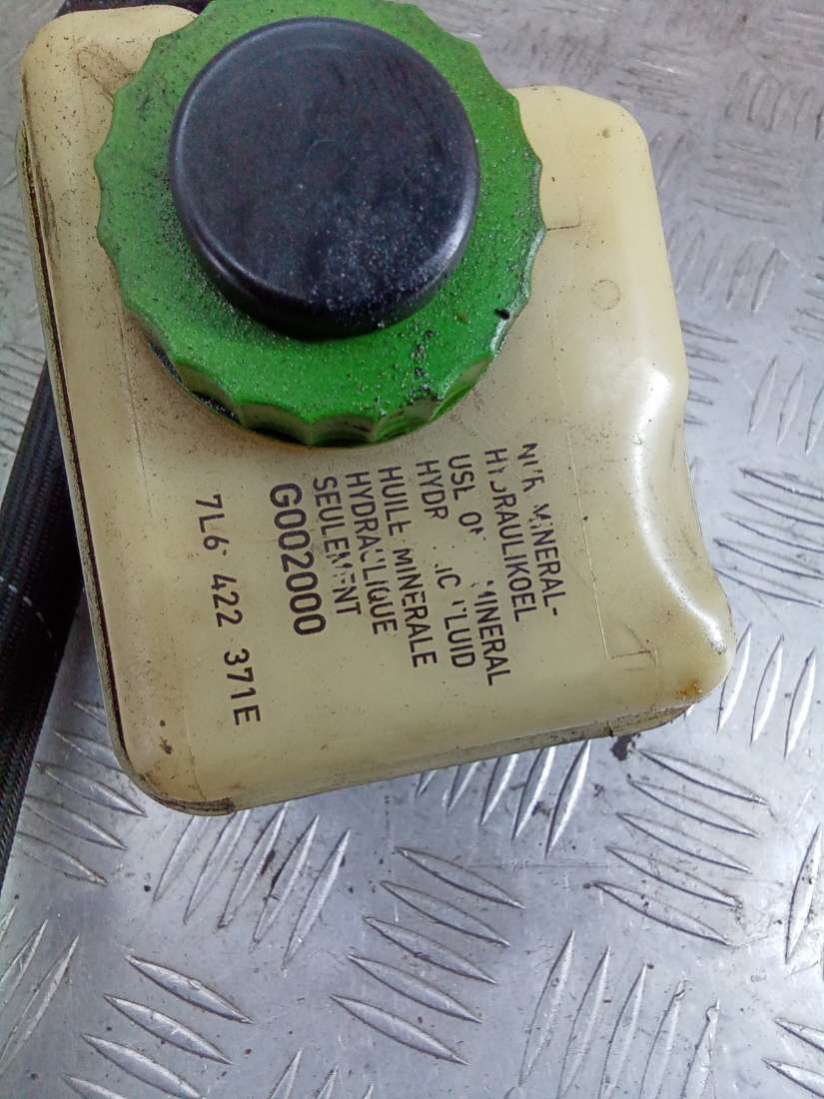 MINERAL-
HYDRAULIKOEL
MINERAL
FLUID
HUILE MINERALE
HYDRAULIQUE
SEULEMENT
G002000
7L6 422 371E